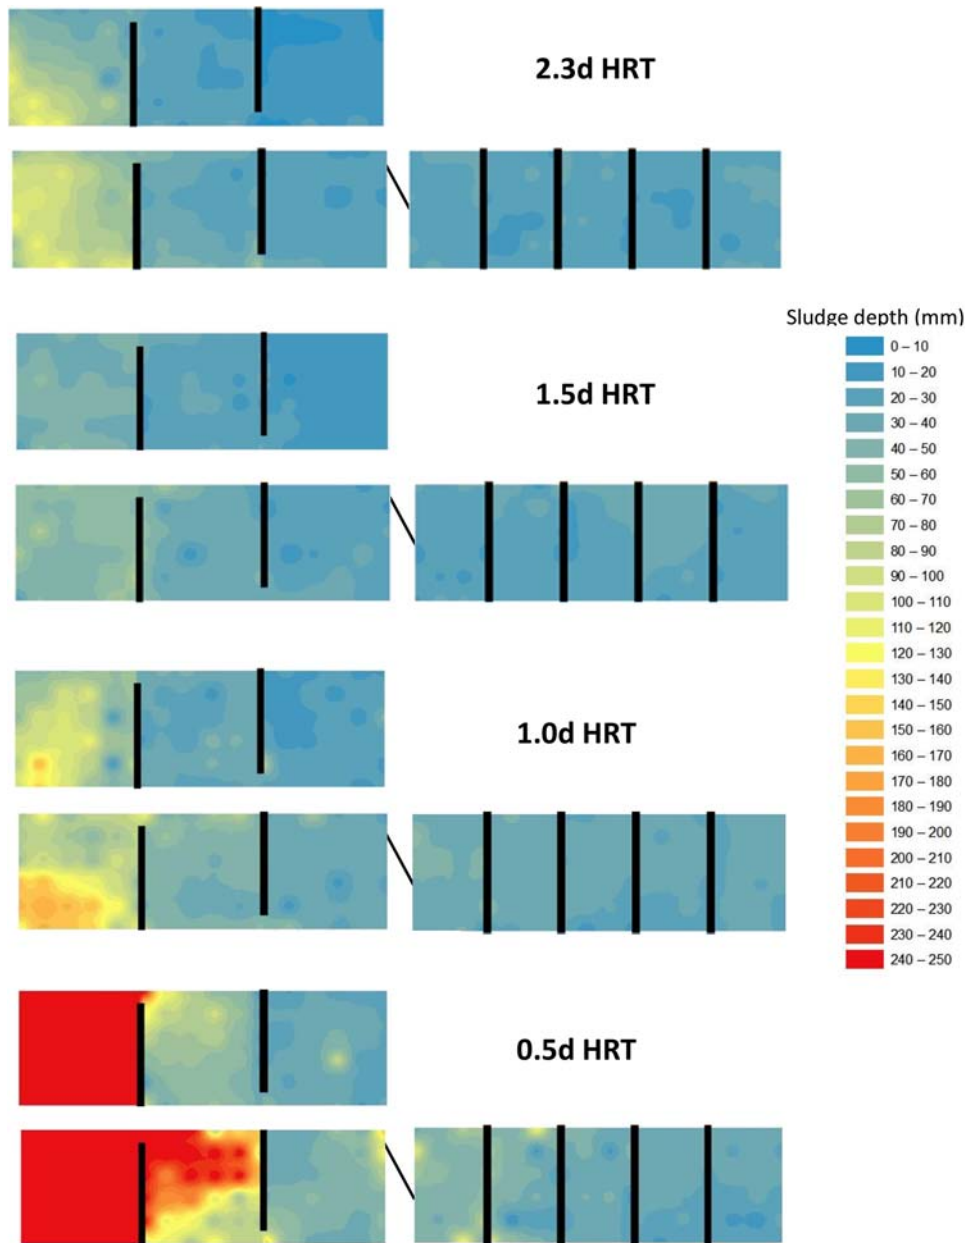 2.3d HRT
1.5d HRT
Sludge depth (mm)
0 – 10
10 – 20
20 – 30
30 – 40
40 – 50
50 – 60
60 – 70
70 – 80
80 – 90
90 – 100
100 – 110
110 – 120
120 – 130
130 – 140
140 – 150
150 – 160
160 – 170
170 – 180
180 – 190
190 – 200
200 – 210
210 – 220
220 – 230
230 – 240
240 – 250
1.0d HRT
0.5d HRT